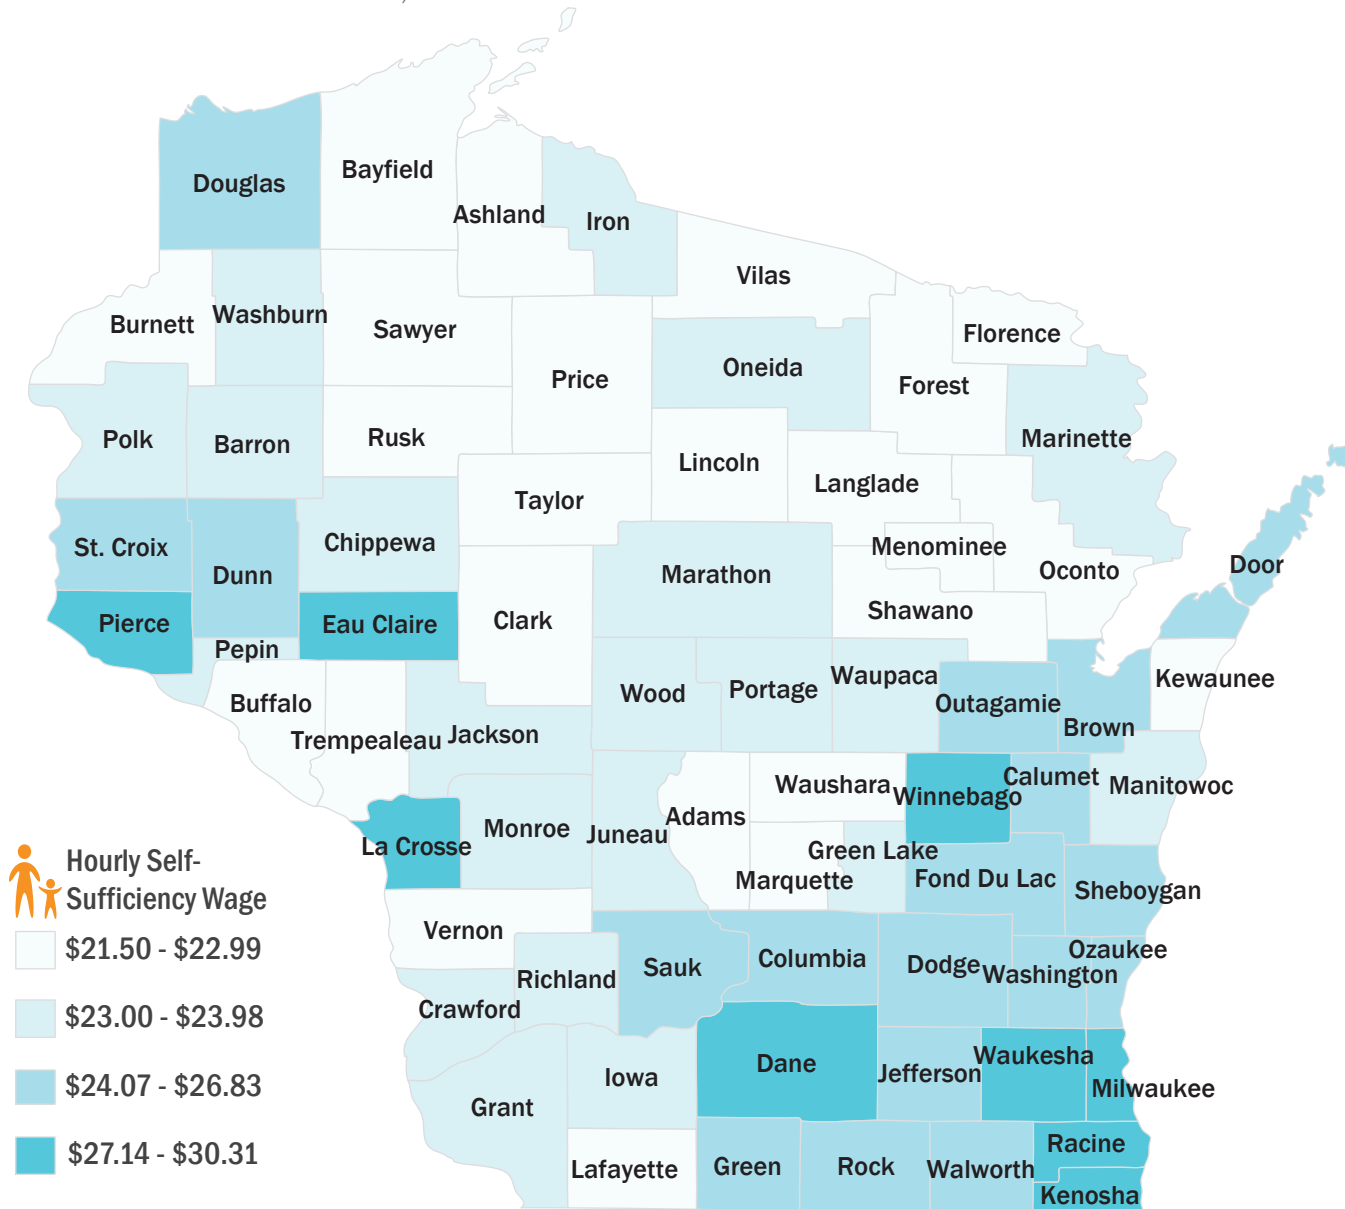 Douglas
Bayfield
Ashland
Iron
Vilas
Burnett
Washburn
Sawyer
Florence
Price
Oneida
Forest
Polk
Barron
Rusk
Marinette
Lincoln
Langlade
Taylor
St. Croix
Dunn
Chippewa
Marathon
Menominee
Oconto
Door
Pierce
Eau Claire
Clark
Shawano
Pepin
Buffalo
Wood
Portage
Waupaca
Kewaunee
Outagamie
Brown
Trempealeau
Jackson
Waushara
Winnebago
Calumet
Manitowoc
Adams
Monroe
Juneau
La Crosse
Green Lake
Marquette
Fond Du Lac
Sheboygan
Vernon
Richland
Sauk
Columbia
Dodge
Washington
Ozaukee
Crawford
Iowa
Dane
Jefferson
Waukesha
Milwaukee
Grant
Lafayette
Green
Rock
Walworth
Racine
Kenosha
Hourly Self-
Sufficiency Wage
$21.50 - $22.99
$23.00 - $23.98
$24.07 - $26.83
$27.14 - $30.31